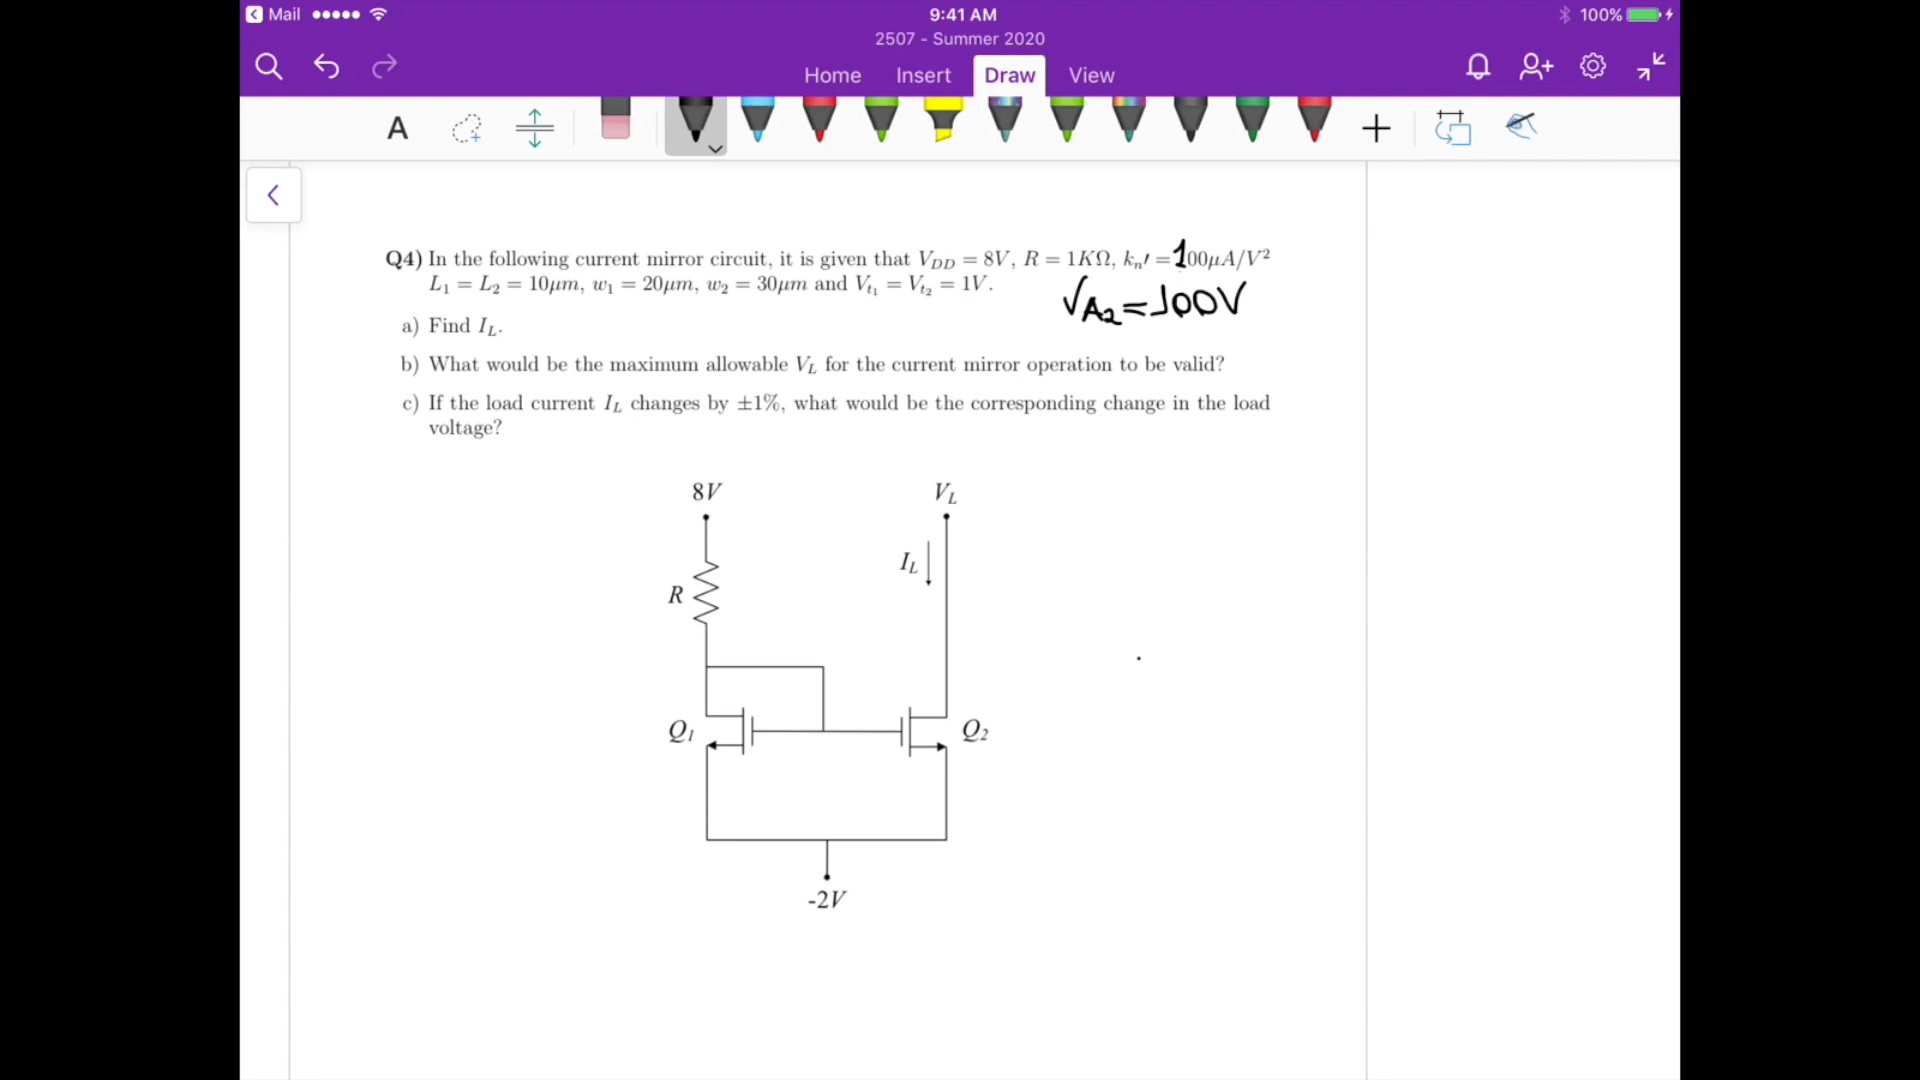 Mail
9:41 AM
100%
2507 - Summer 2020
Home Insert Draw View
A
Q4) In the following current mirror circuit, it is given that V_DD = 8V, R = 1KΩ, k_n′ = 100μA/V²
L₁ = L₂ = 10μm, w₁ = 20μm, w₂ = 30μm and V_t₁ = V_t₂ = 1V.
V_A2 = 100V
a) Find I_L.
b) What would be the maximum allowable V_L for the current mirror operation to be valid?
c) If the load current I_L changes by ±1%, what would be the corresponding change in the load
voltage?
8V
V_L
I_L
R
Q₁
Q₂
-2V